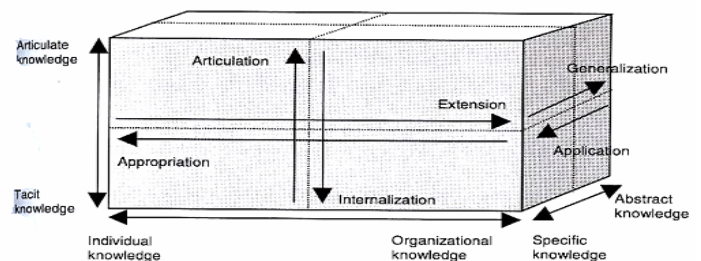 Articulate
knowledge
Articulation
Generalization
Extension
Appropriation
Application
Tacit
knowledge
Internalization
Abstract
knowledge
Individual
knowledge
Organizational
knowledge
Specific
knowledge